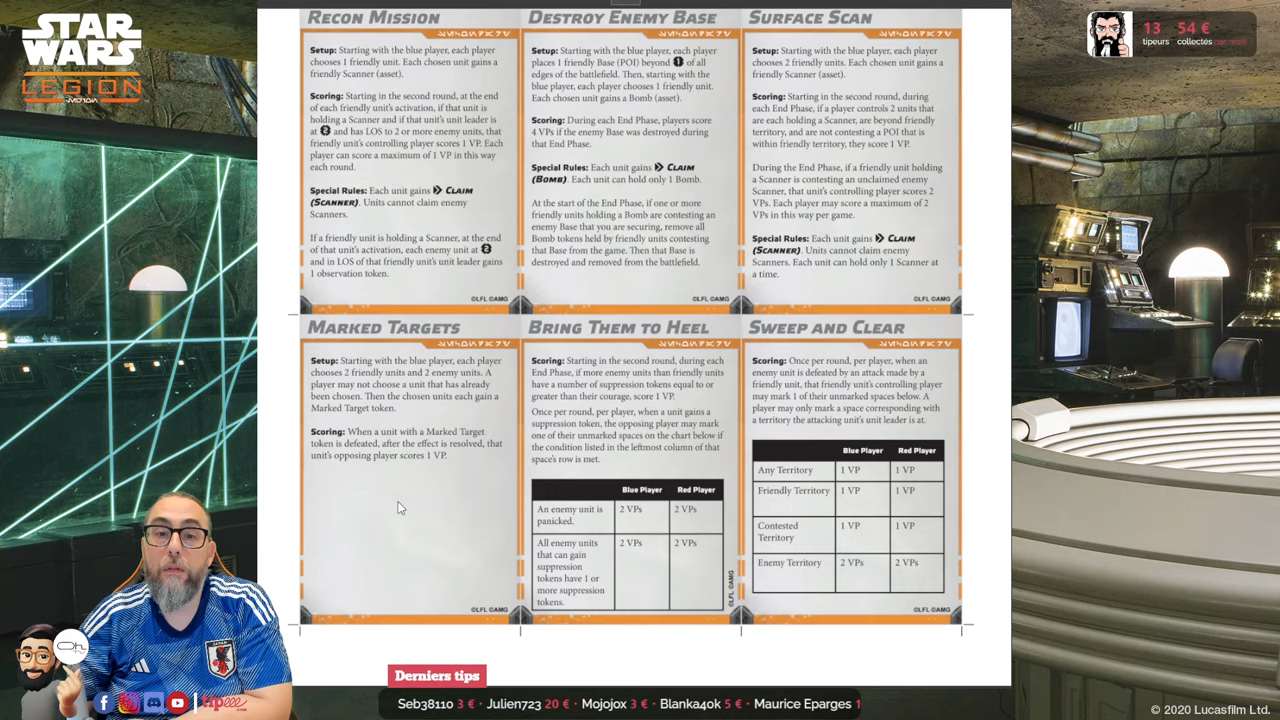 STAR
WARS
LEGION
13 54 €
tipeurs collectés par mois
RECON MISSION
Setup: Starting with the blue player, each player
chooses 1 friendly unit. Each chosen unit gains a
friendly Scanner (asset).
Scoring: Starting in the second round, at the end
of each friendly unit's activation, if that unit is
holding a Scanner and if that unit's unit leader is
at 2 and has LOS to 2 or more enemy units, that
friendly unit's controlling player scores 1 VP. Each
player can score a maximum of 1 VP in this way
each round.
Special Rules: Each unit gains CLAIM
(SCANNER). Units cannot claim enemy
Scanners.
If a friendly unit is holding a Scanner, at the end
of that unit's activation, each enemy unit at 2
and in LOS of that friendly unit's unit leader gains
1 observation token.
©LFL ©AMG
DESTROY ENEMY BASE
Setup: Starting with the blue player, each player
places 1 friendly Base (POI) beyond 1 of all
edges of the battlefield. Then, starting with the
blue player, each player chooses 1 friendly unit.
Each chosen unit gains a Bomb (asset).
Scoring: During each End Phase, players score
4 VPs if the enemy Base was destroyed during
that End Phase.
Special Rules: Each unit gains CLAIM
(BOMB). Each unit can hold only 1 Bomb.
At the start of the End Phase, if one or more
friendly units holding a Bomb are contesting an
enemy Base that you are securing, remove all
Bomb tokens held by friendly units contesting
that Base from the game. Then that Base is
destroyed and removed from the battlefield.
©LFL ©AMG
SURFACE SCAN
Setup: Starting with the blue player, each player
chooses 2 friendly units. Each chosen unit gains a
friendly Scanner (asset).
Scoring: Starting in the second round, during
each End Phase, if a player controls 2 units that
are each holding a Scanner, are beyond friendly
territory, and are not contesting a POI that is
within friendly territory, they score 1 VP.
During the End Phase, if a friendly unit holding
a Scanner is contesting an unclaimed enemy
Scanner, that unit's controlling player scores 2
VPs. Each player may score a maximum of 2
VPs in this way per game.
Special Rules: Each unit gains CLAIM
(SCANNER). Units cannot claim enemy
Scanners. Each unit can hold only 1 Scanner at
a time.
©LFL ©AMG
MARKED TARGETS
Setup: Starting with the blue player, each player
chooses 2 friendly units and 2 enemy units. A
player may not choose a unit that has already
been chosen. Then the chosen units each gain a
Marked Target token.
Scoring: When a unit with a Marked Target
token is defeated, after the effect is resolved, that
unit's opposing player scores 1 VP.
©LFL ©AMG
BRING THEM TO HEEL
Scoring: Starting in the second round, during each
End Phase, if more enemy units than friendly units
have a number of suppression tokens equal to or
greater than their courage, score 1 VP.
Once per round, per player, when a unit gains a
suppression token, the opposing player may mark
one of their unmarked spaces on the chart below if
the condition listed in the leftmost column of that
space's row is met.
Blue Player Red Player
An enemy unit is 2 VPs 2 VPs
panicked.
All enemy units 2 VPs 2 VPs
that can gain
suppression
tokens have 1 or
more suppression
tokens.
©LFL ©AMG
SWEEP AND CLEAR
Scoring: Once per round, per player, when an
enemy unit is defeated by an attack made by a
friendly unit, that friendly unit's controlling player
may mark 1 of their unmarked spaces below. A
player may only mark a space corresponding with
a territory the attacking unit's unit leader is at.
Blue Player Red Player
Any Territory 1 VP 1 VP
Friendly Territory 1 VP 1 VP
Contested 1 VP 1 VP
Territory
Enemy Territory 2 VPs 2 VPs
©LFL ©AMG
JAPAN
tipeee
Derniers tips
Seb38110 3 € • Julien723 20 € • Mojojox 3 € • Blanka40k 5 € • Maurice Eparges 1
© 2020 Lucasfilm Ltd.